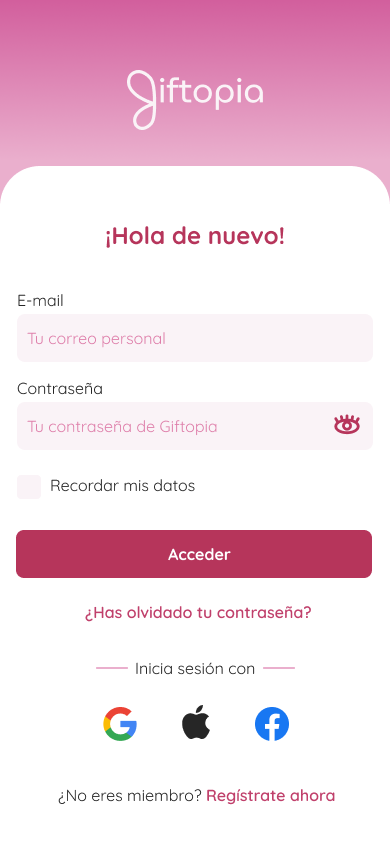 Giftopia
¡Hola de nuevo!
E-mail
Tu correo personal
Contraseña
Tu contraseña de Giftopia
Recordar mis datos
Acceder
¿Has olvidado tu contraseña?
Inicia sesión con
¿No eres miembro? Regístrate ahora